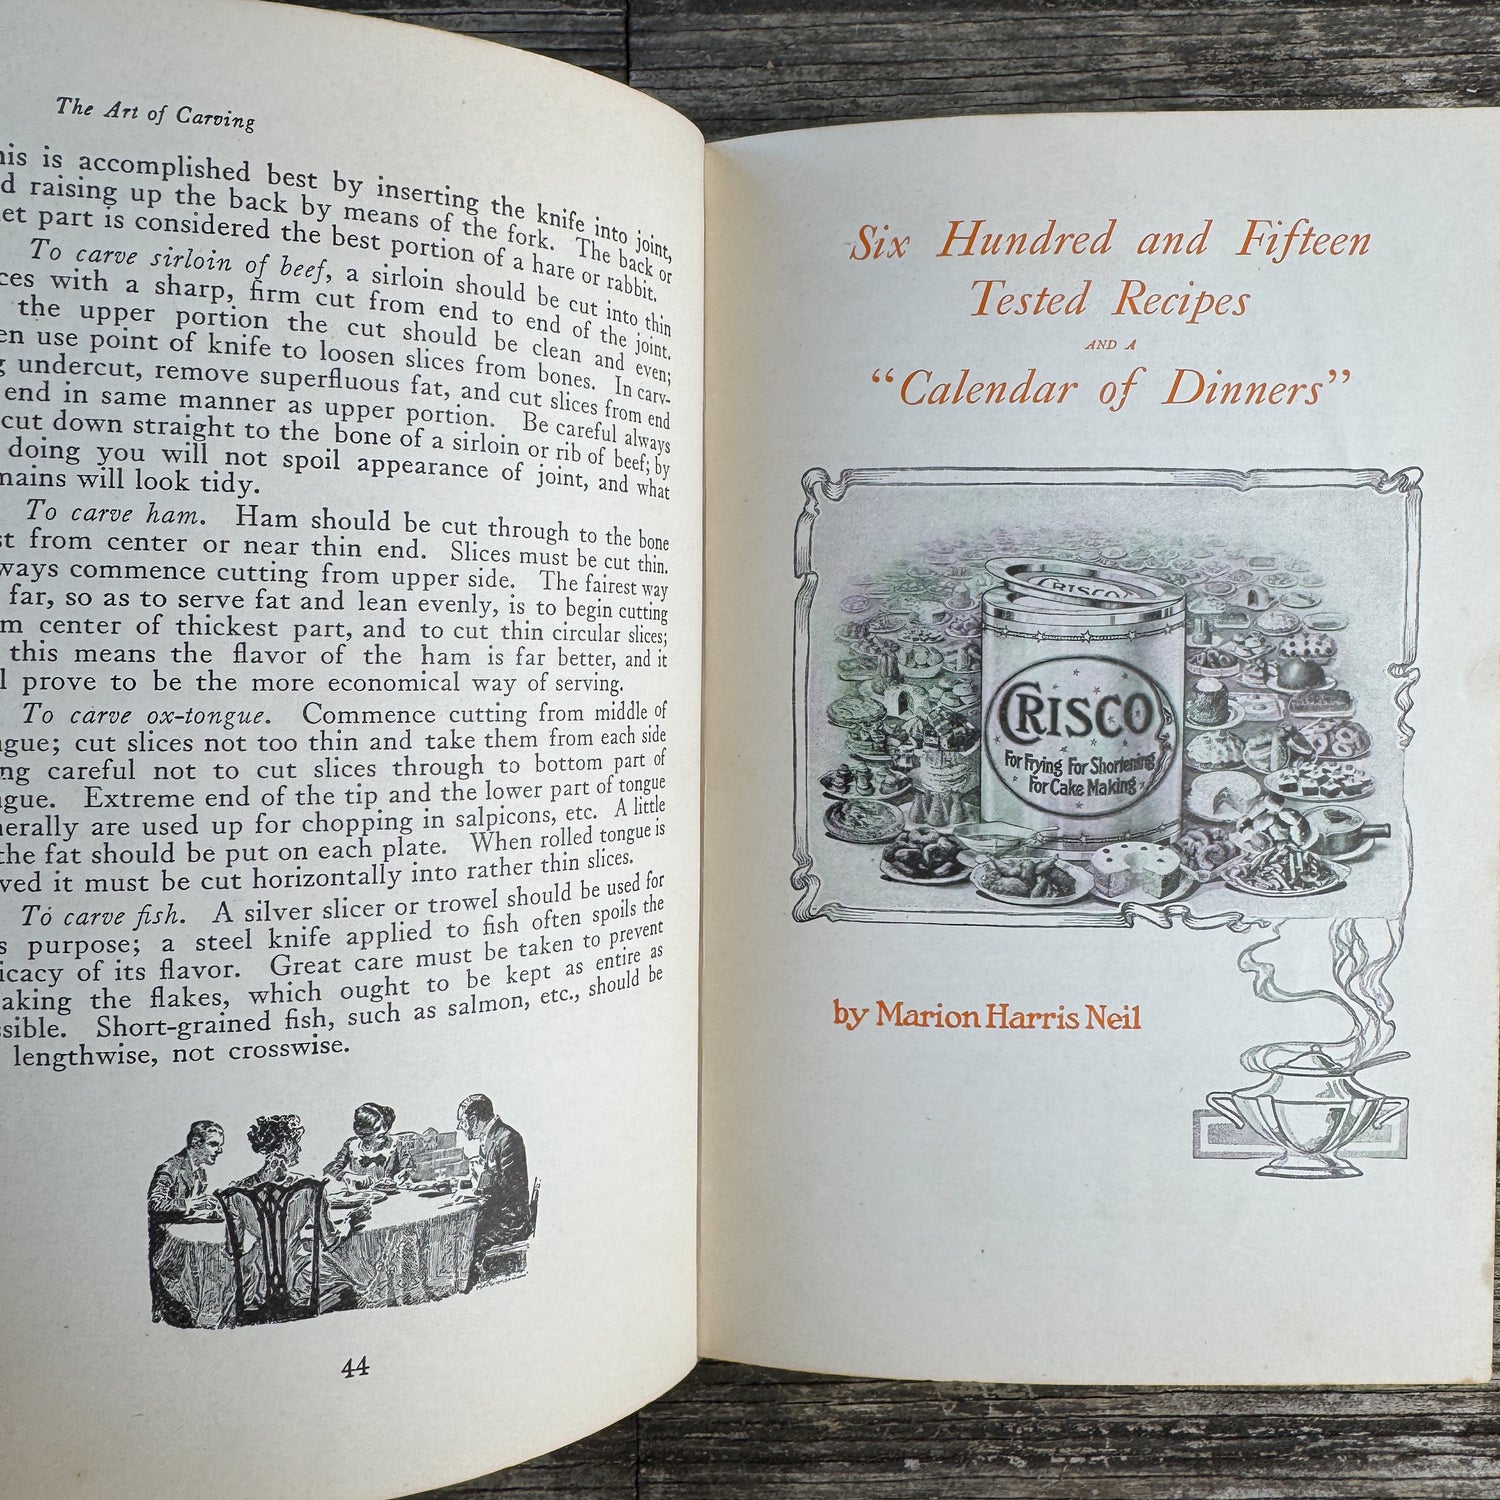 The Art of Carving
is accomplished best by inserting the knife into joint,
raising up the back by means of the fork. The back or
part is considered the best portion of a hare or rabbit.
To carve sirloin of beef, a sirloin should be cut into thin
with a sharp, firm cut from end to end of the joint.
the upper portion the cut should be clean and even;
use point of knife to loosen slices from bones. In carv-
undercut, remove superfluous fat, and cut slices from end
end in same manner as upper portion. Be careful always
cut down straight to the bone of a sirloin or rib of beef; by
doing you will not spoil appearance of joint, and what
mains will look tidy.
To carve ham. Ham should be cut through to the bone
from center or near thin end. Slices must be cut thin.
ways commence cutting from upper side. The fairest way
far, so as to serve fat and lean evenly, is to begin cutting
m center of thickest part, and to cut thin circular slices;
this means the flavor of the ham is far better, and it
l prove to be the more economical way of serving.
To carve ox-tongue. Commence cutting from middle of
gue; cut slices not too thin and take them from each side
ng careful not to cut slices through to bottom part of
gue. Extreme end of the tip and the lower part of tongue
nerally are used up for chopping in salpicons, etc. A little
the fat should be put on each plate. When rolled tongue is
ved it must be cut horizontally into rather thin slices.
To carve fish. A silver slicer or trowel should be used for
s purpose; a steel knife applied to fish often spoils the
icacy of its flavor. Great care must be taken to prevent
aking the flakes, which ought to be kept as entire as
ssible. Short-grained fish, such as salmon, etc., should be
lengthwise, not crosswise.
44
Six Hundred and Fifteen
Tested Recipes
AND A
"Calendar of Dinners"
CRISCO
CRISCO
For Frying For Shortening
For Cake Making
by Marion Harris Neil